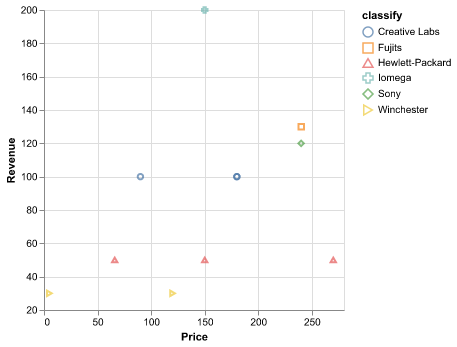 200
180
160
140
120
100
80
60
40
20
Revenue
0
50
100
150
200
250
Price
classify
Creative Labs
Fujits
Hewlett-Packard
Iomega
Sony
Winchester